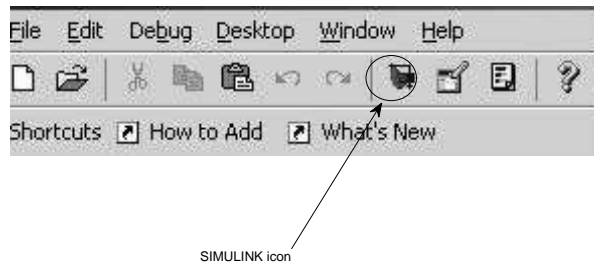 File Edit Debug Desktop Window Help
Shortcuts How to Add What's New
SIMULINK icon